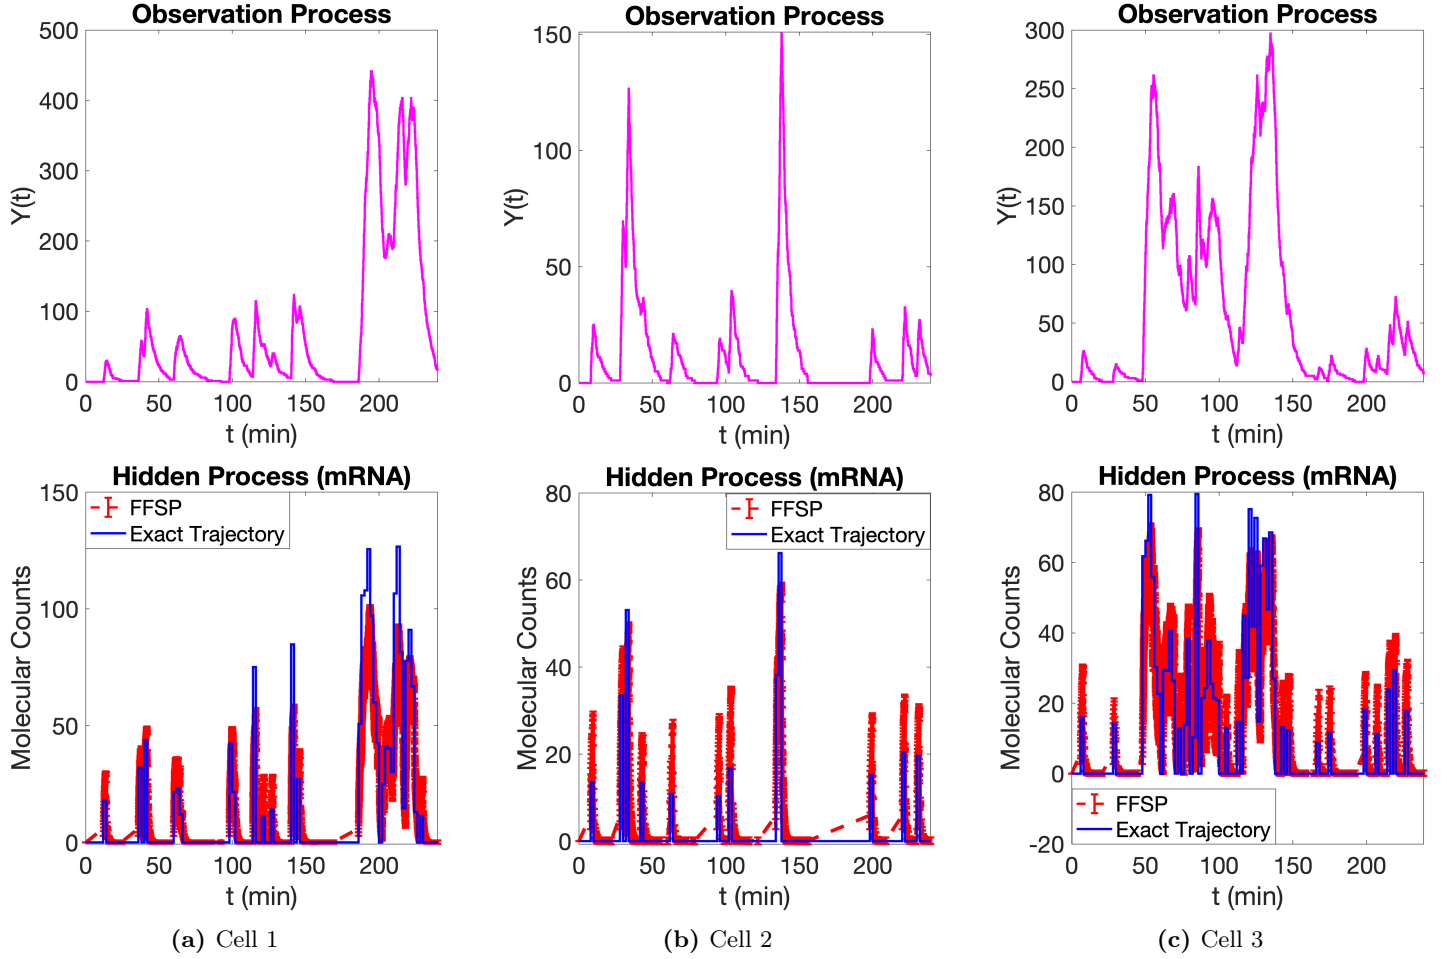 Observation Process
500
400
300
200
100
0
Y(t)
0 50 100 150 200
t (min)
Observation Process
150
100
50
0
Y(t)
0 50 100 150 200
t (min)
Observation Process
300
250
200
150
100
50
0
Y(t)
0 50 100 150 200
t (min)
Hidden Process (mRNA)
150
100
50
0
Molecular Counts
FFSP
Exact Trajectory
0 50 100 150 200
t (min)
(a) Cell 1
Hidden Process (mRNA)
80
60
40
20
0
Molecular Counts
FFSP
Exact Trajectory
0 50 100 150 200
t (min)
(b) Cell 2
Hidden Process (mRNA)
80
60
40
20
0
-20
Molecular Counts
FFSP
Exact Trajectory
0 50 100 150 200
t (min)
(c) Cell 3